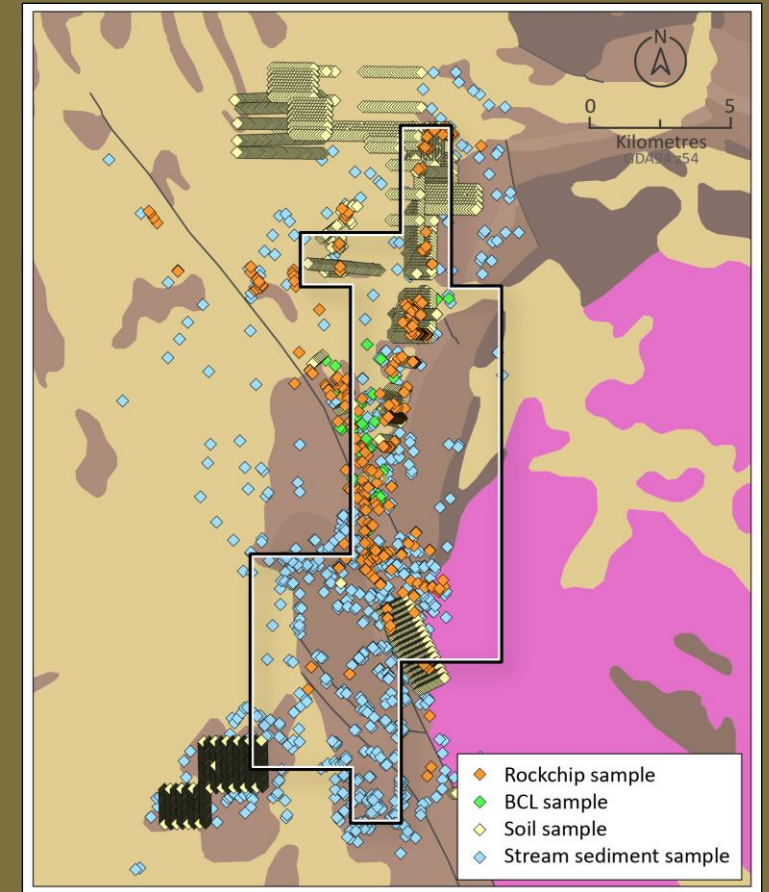 N
0 5
Kilometres
GDA94 z54
Rockchip sample
BCL sample
Soil sample
Stream sediment sample